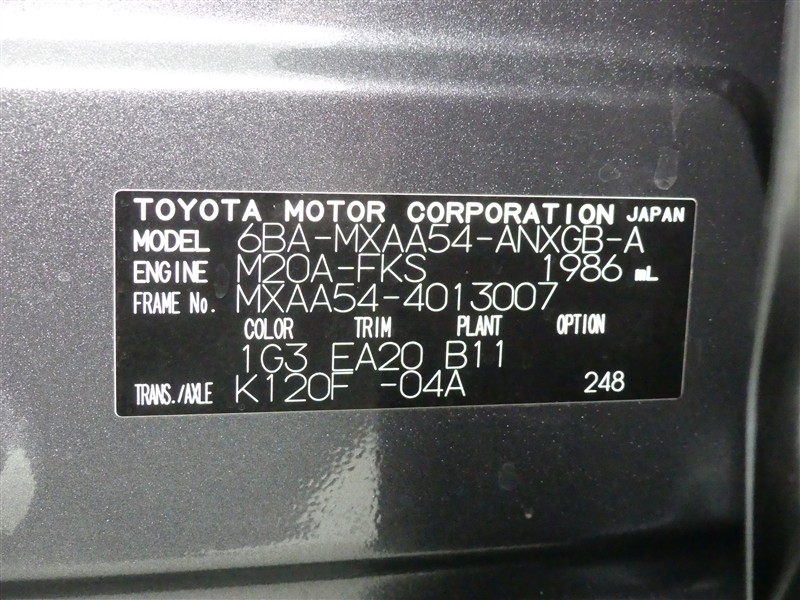 TOYOTA MOTOR CORPORATION JAPAN
MODEL 6BA-MXAA54-ANXGB-A
ENGINE M20A-FKS 1986 mL
FRAME No. MXAA54-4013007
COLOR TRIM PLANT OPTION
1G3 EA20 B11
TRANS./AXLE K120F -04A 248